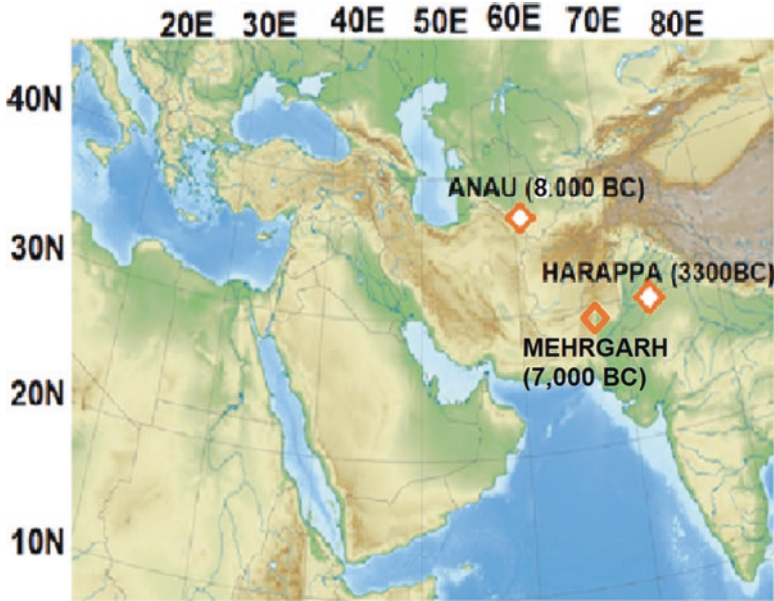 20E 30E 40E 50E 60E 70E 80E
40N
ANAU (8.000 BC)
30N
HARAPPA (3300BC)
MEHRGARH
(7,000 BC)
20N
10N